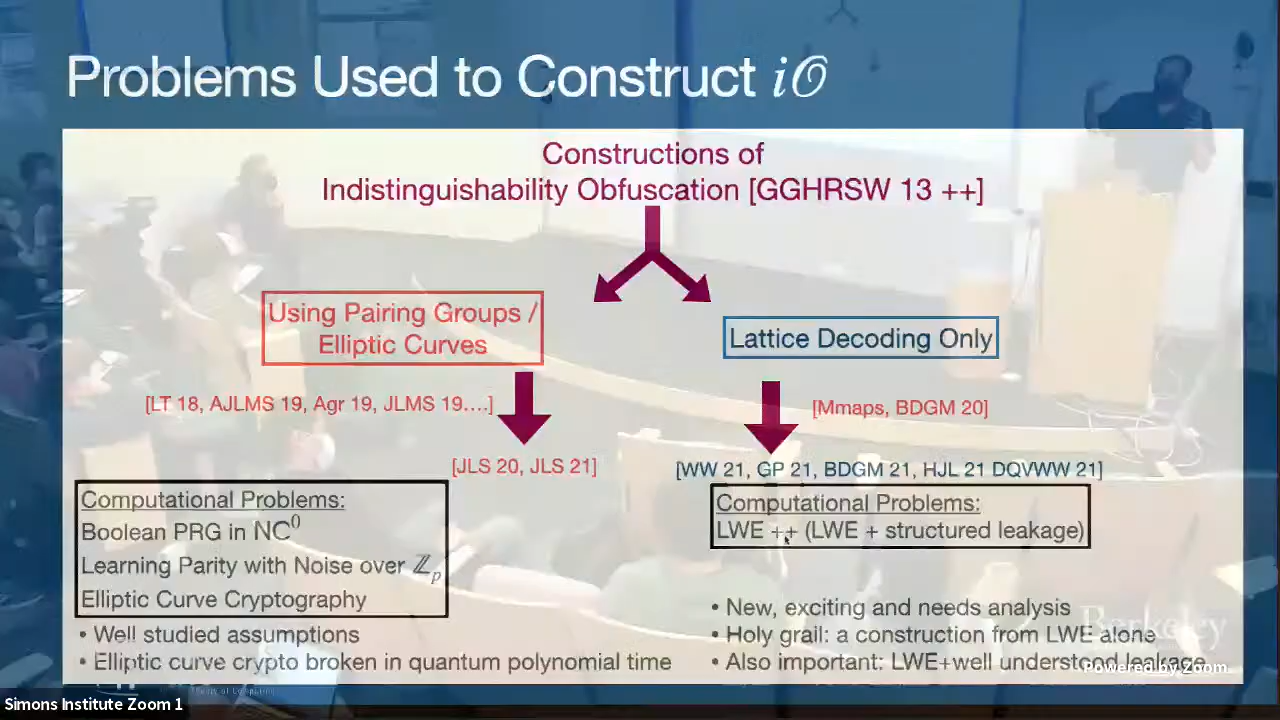 Problems Used to Construct i𝒪
Constructions of
Indistinguishability Obfuscation [GGHRSW 13 ++]
Using Pairing Groups /
Elliptic Curves
Lattice Decoding Only
[LT 18, AJLMS 19, Agr 19, JLMS 19....]
[Mmaps, BDGM 20]
[JLS 20, JLS 21]
[WW 21, GP 21, BDGM 21, HJL 21 DQVWW 21]
Computational Problems:
Boolean PRG in NC⁰
Learning Parity with Noise over ℤₚ
Elliptic Curve Cryptography
Computational Problems:
LWE ++ (LWE + structured leakage)
• Well studied assumptions
• Elliptic curve crypto broken in quantum polynomial time
• New, exciting and needs analysis
• Holy grail: a construction from LWE alone
• Also important: LWE+well understood leakage
Berkeley
Powered by Zoom
Theory of Computing
Simons Institute Zoom 1